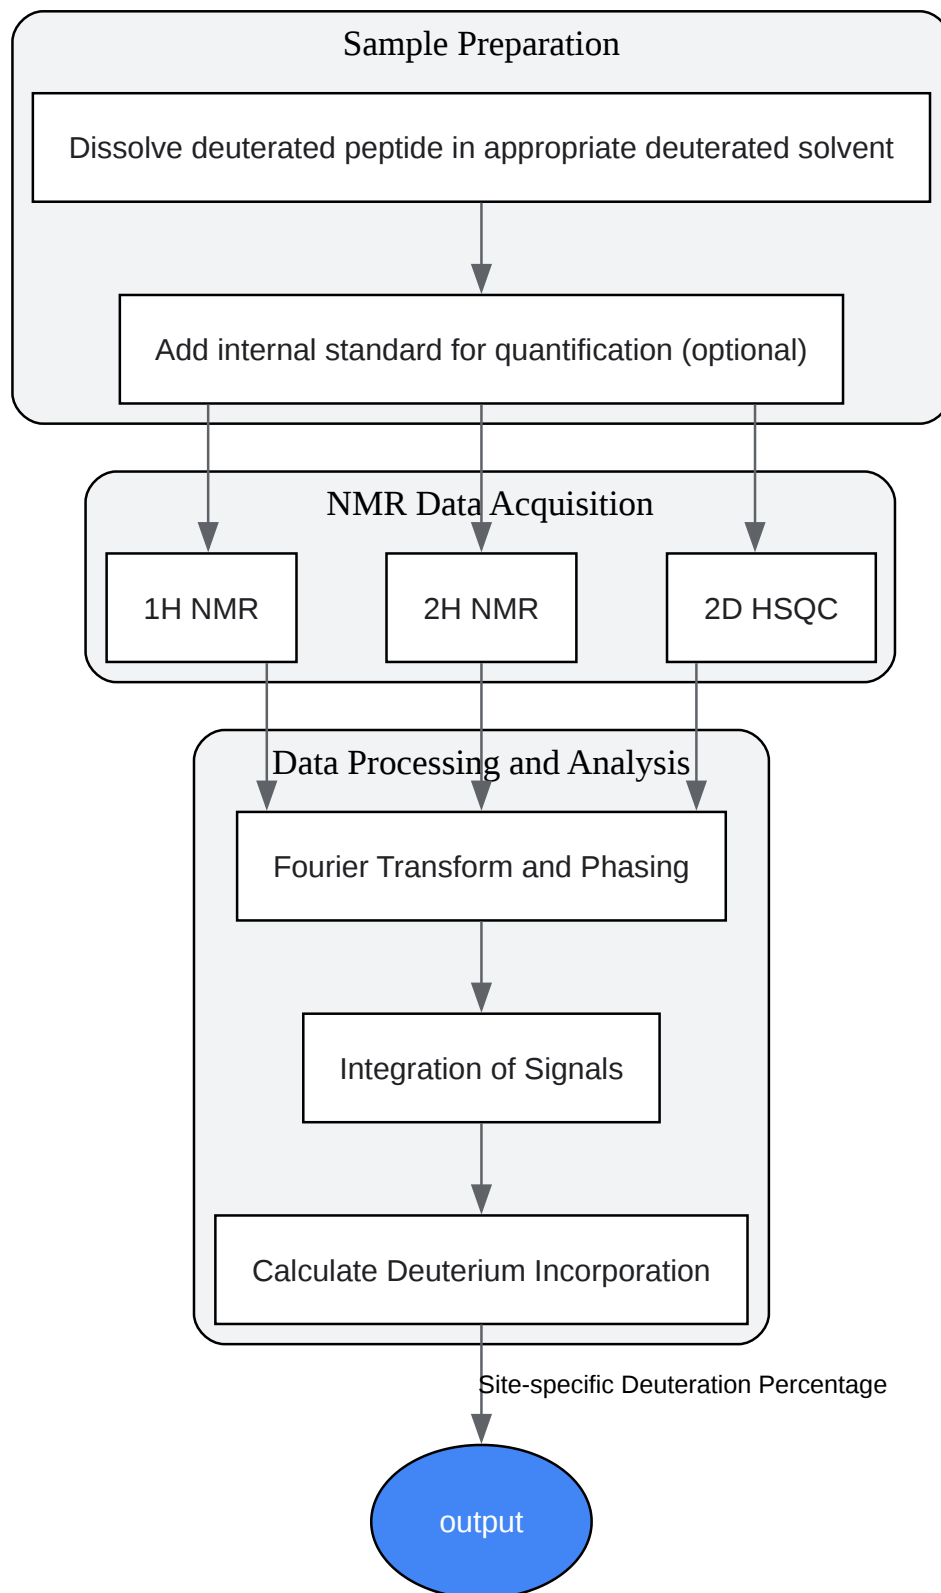 Sample Preparation
Dissolve deuterated peptide in appropriate deuterated solvent
Add internal standard for quantification (optional)
NMR Data Acquisition
1H NMR
2H NMR
2D HSQC
Data Processing and Analysis
Fourier Transform and Phasing
Integration of Signals
Calculate Deuterium Incorporation
Site-specific Deuteration Percentage
output